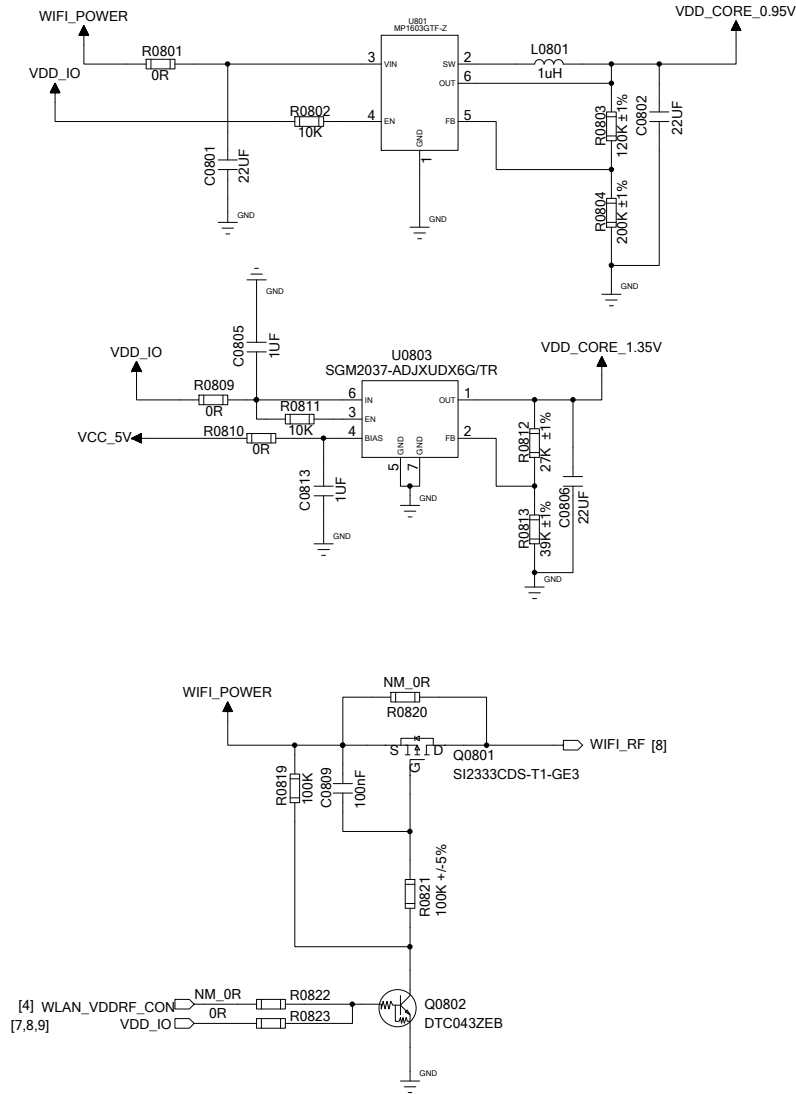 WIFI_POWER
VDD_IO
R0801
0R
R0802
10K
C0801
22UF
GND
U801
MP1603GTF-Z
3
VIN
4
EN
SW
2
OUT
6
FB
5
GND
1
GND
L0801
1uH
VDD_CORE_0.95V
R0803
120K ±1%
C0802
22UF
R0804
200K ±1%
GND
GND
C0805
1UF
VDD_IO
R0809
0R
R0811
10K
VCC_5V
R0810
0R
C0813
1UF
GND
U0803
SGM2037-ADJXUDX6G/TR
6
IN
3
EN
4
BIAS
OUT
1
FB
2
GND
5
GND
7
GND
VDD_CORE_1.35V
R0812
27K ±1%
C0806
22UF
R0813
39K ±1%
GND
WIFI_POWER
NM_0R
R0820
R0819
100K
C0809
100nF
S
D
G
Q0801
SI2333CDS-T1-GE3
WIFI_RF [8]
R0821
100K +/-5%
[4] WLAN_VDDRF_CON
NM_0R
R0822
[7,8,9]
VDD_IO
0R
R0823
Q0802
DTC043ZEB
GND